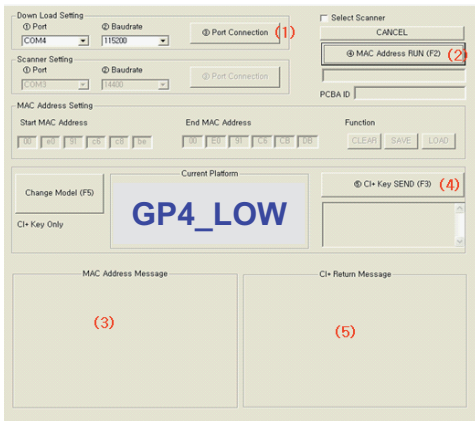 Down Load Setting
① Port
② Baudrate
COM4
115200
③ Port Connection
(1)
Select Scanner
CANCEL
④ MAC Address RUN (F2)
(2)
Scanner Setting
① Port
② Baudrate
COM3
14400
③ Port Connection
PCBA ID
MAC Address Setting
Start MAC Address
End MAC Address
Function
00 e0 91 c6 c8 be
00 E0 91 C6 CB DB
CLEAR SAVE LOAD
Change Model (F5)
CI+ Key Only
Current Platform
GP4_LOW
⑤ CI+ Key SEND (F3)
(4)
MAC Address Message
(3)
CI+ Return Message
(5)